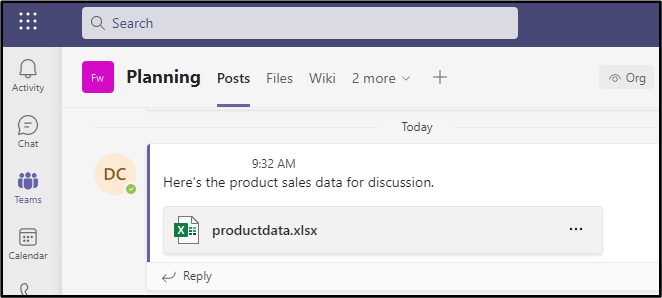 Search
Activity
Chat
Teams
Calendar
Fw
Planning Posts Files Wiki 2 more
Org
Today
DC
9:32 AM
Here's the product sales data for discussion.
productdata.xlsx
Reply